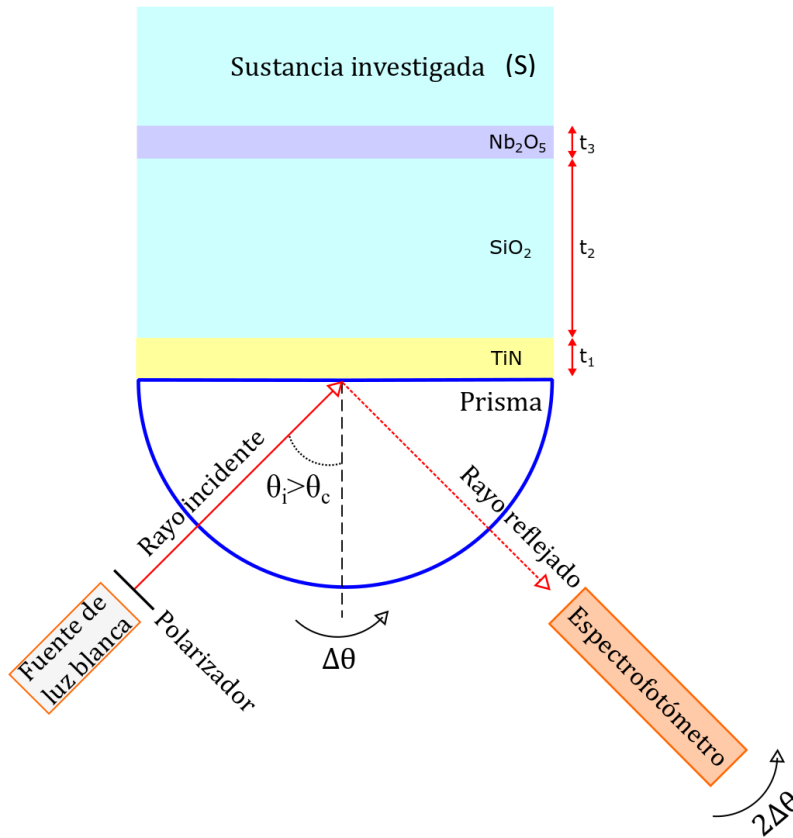 Sustancia investigada (S)
Nb₂O₅
t₃
SiO₂
t₂
TiN
t₁
Prisma
Rayo incidente
θi>θc
Rayo reflejado
Fuente de
luz blanca
Polarizador
Δθ
Espectrofotómetro
2Δθ